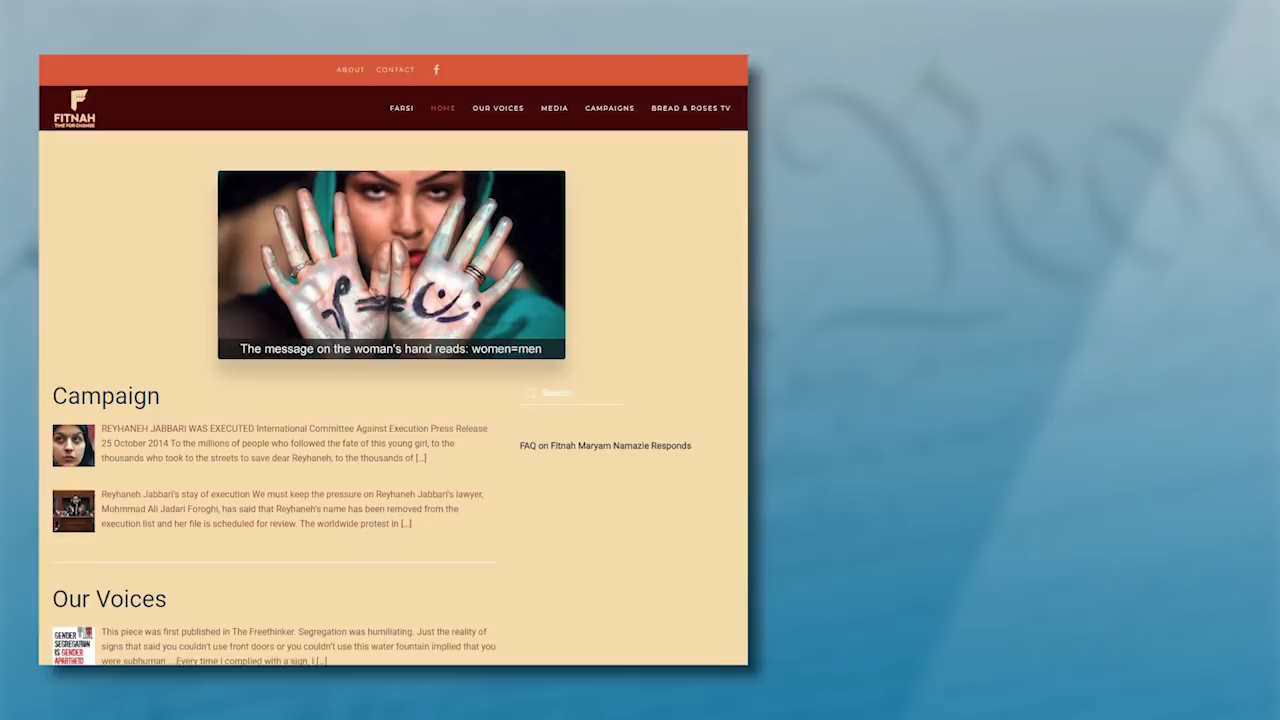 ABOUT CONTACT f
FITNAH
TIME FOR CHANGE
FARSI HOME OUR VOICES MEDIA CAMPAIGNS BREAD & ROSES TV
م = زن
The message on the woman's hand reads: women=men
Campaign
Search...
REYHANEH JABBARI WAS EXECUTED International Committee Against Execution Press Release
25 October 2014 To the millions of people who followed the fate of this young girl, to the
thousands who took to the streets to save dear Reyhaneh, to the thousands of [...]
FAQ on Fitnah Maryam Namazie Responds
Reyhaneh Jabbari's stay of execution We must keep the pressure on Reyhaneh Jabbari's lawyer,
Mohmmad Ali Jadari Foroghi, has said that Reyhaneh's name has been removed from the
execution list and her file is scheduled for review. The worldwide protest in [...]
Our Voices
GENDER
SEGREGATION
IS GENDER
APARTHEID
This piece was first published in The Freethinker. Segregation was humiliating. Just the reality of
signs that said you couldn't use front doors or you couldn't use this water fountain implied that you
were subhuman ....Every time I complied with a sign, I [...]